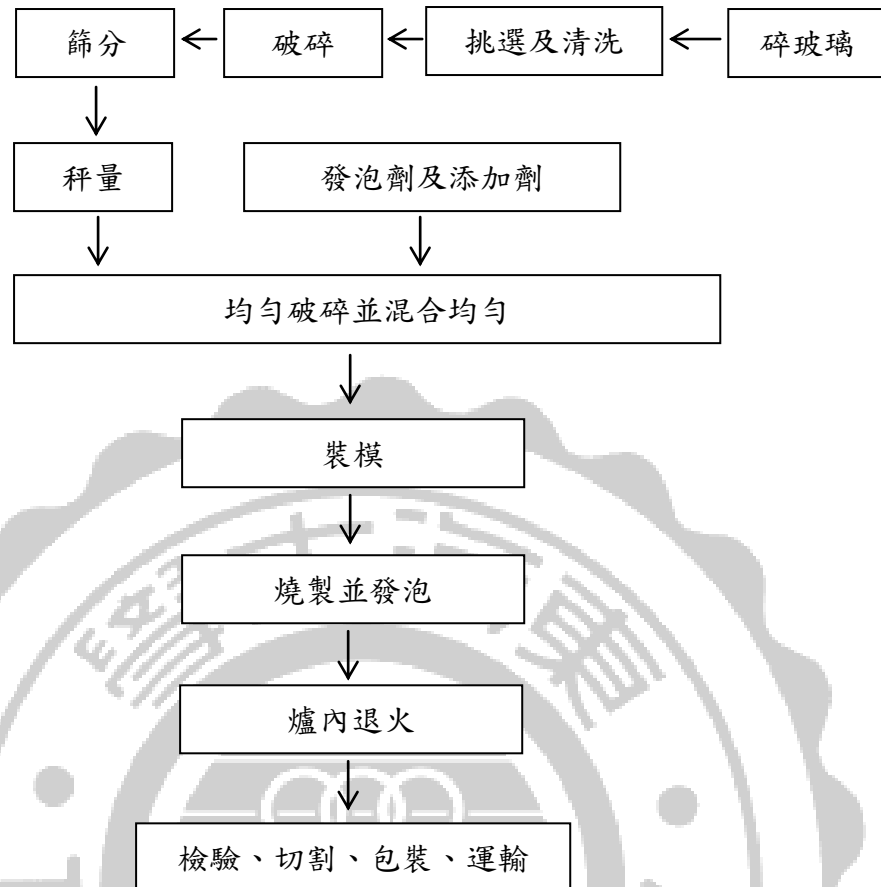 篩分
破碎
挑選及清洗
碎玻璃
秤量
發泡劑及添加劑
均勻破碎並混合均勻
裝模
燒製並發泡
爐內退火
檢驗、切割、包裝、運輸